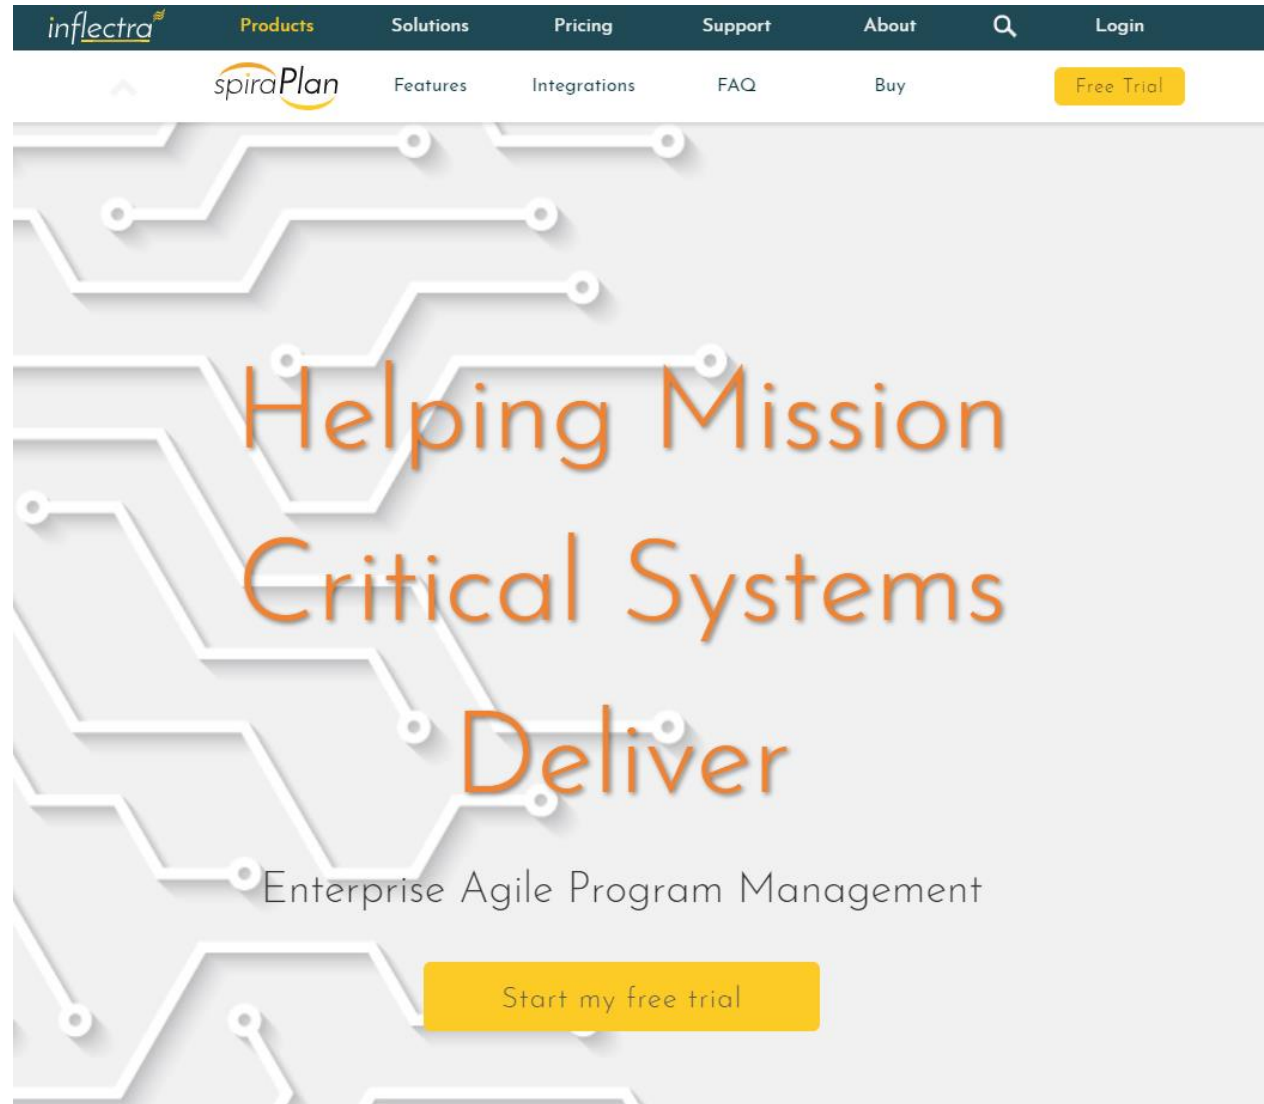 inflectra Products Solutions Pricing Support About Login
spiraPlan Features Integrations FAQ Buy Free Trial
Helping Mission
Critical Systems
Deliver
Enterprise Agile Program Management
Start my free trial